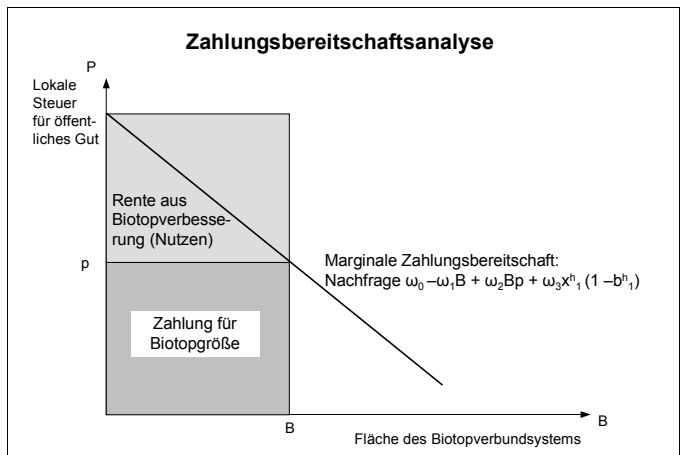 Zahlungsbereitschaftsanalyse
P
Lokale
Steuer
für öffent-
liches Gut
Rente aus
Biotopverbesse-
rung (Nutzen)
Marginale Zahlungsbereitschaft:
Nachfrage ω₀ –ω₁B + ω₂Bp + ω₃xʰ₁ (1 –bʰ₁)
p
Zahlung für
Biotopgröße
B
B
Fläche des Biotopverbundsystems